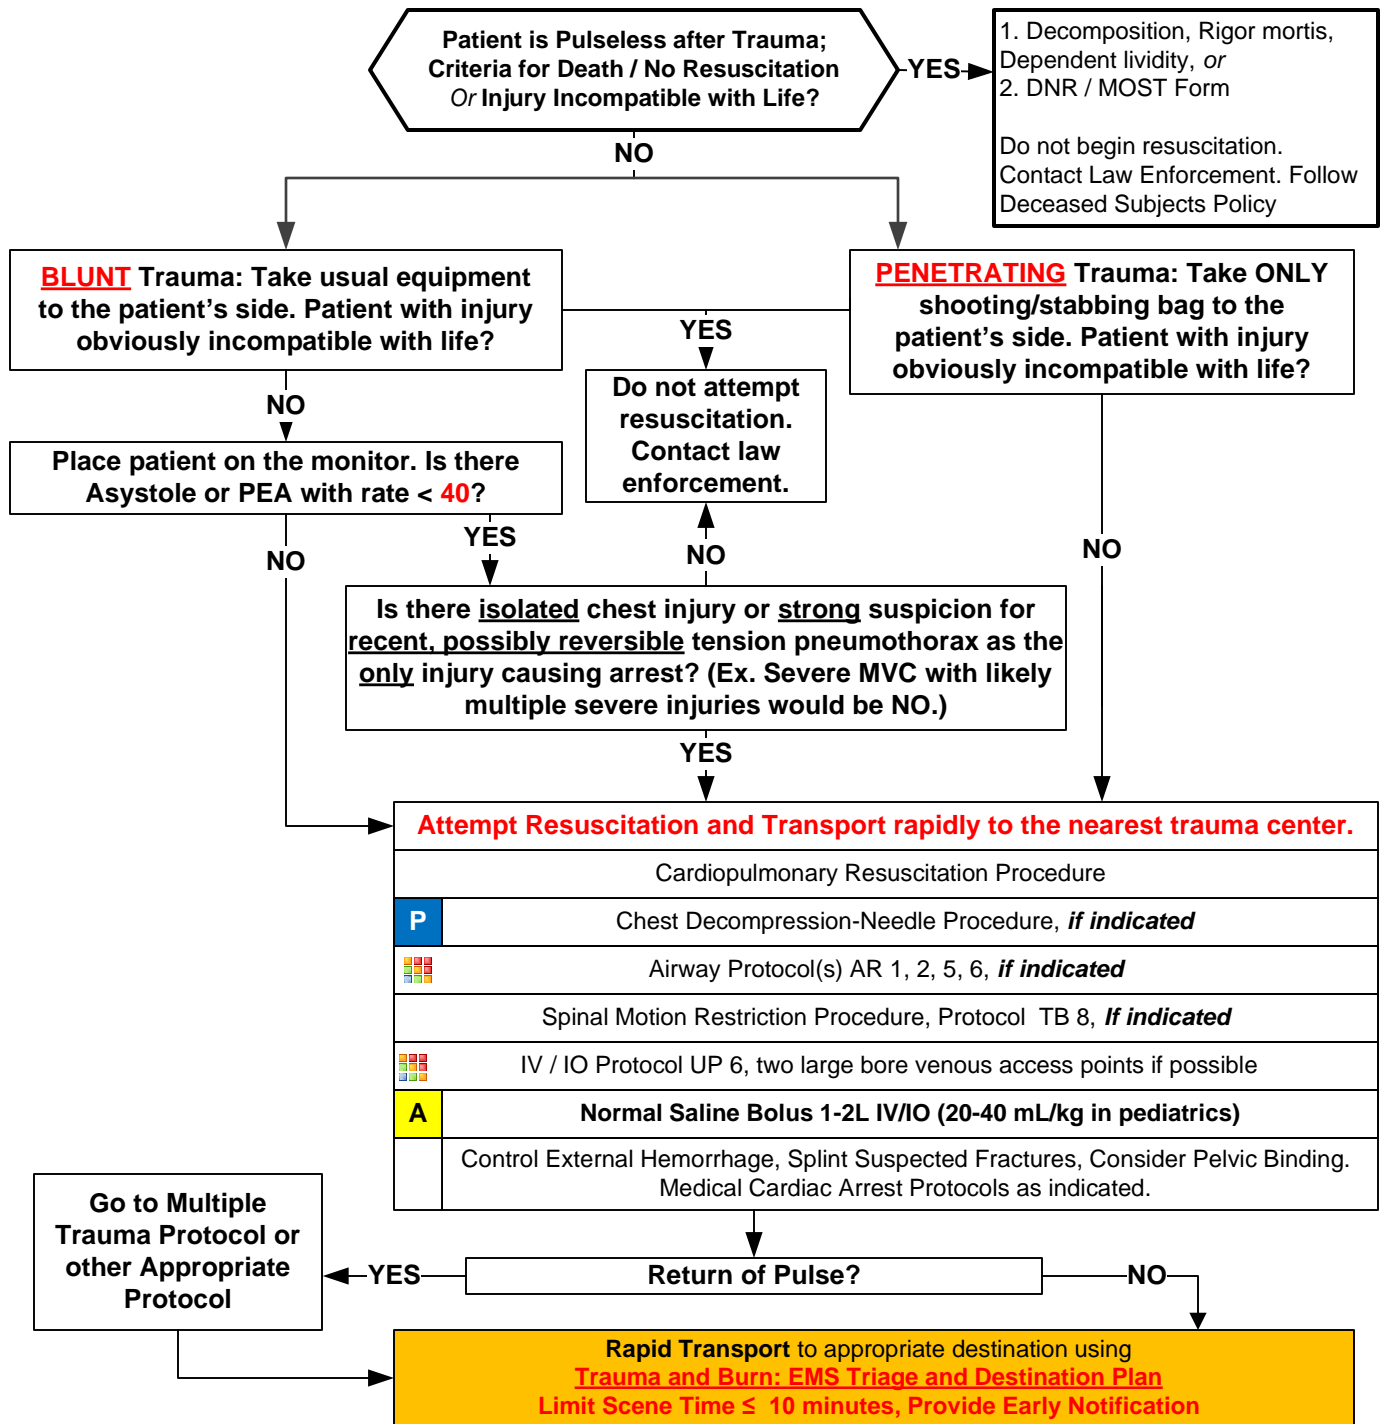 Patient is Pulseless after Trauma;
Criteria for Death / No Resuscitation
Or Injury Incompatible with Life?
YES
1. Decomposition, Rigor mortis,
Dependent lividity, or
2. DNR / MOST Form
Do not begin resuscitation.
Contact Law Enforcement. Follow
Deceased Subjects Policy
NO
BLUNT Trauma: Take usual equipment
to the patient’s side. Patient with injury
obviously incompatible with life?
YES
PENETRATING Trauma: Take ONLY
shooting/stabbing bag to the
patient’s side. Patient with injury
obviously incompatible with life?
Do not attempt
resuscitation.
Contact law
enforcement.
NO
Place patient on the monitor. Is there
Asystole or PEA with rate < 40?
YES
NO
NO
NO
Is there isolated chest injury or strong suspicion for
recent, possibly reversible tension pneumothorax as the
only injury causing arrest? (Ex. Severe MVC with likely
multiple severe injuries would be NO.)
YES
Attempt Resuscitation and Transport rapidly to the nearest trauma center.
Cardiopulmonary Resuscitation Procedure
P Chest Decompression-Needle Procedure, if indicated
Airway Protocol(s) AR 1, 2, 5, 6, if indicated
Spinal Motion Restriction Procedure, Protocol TB 8, If indicated
IV / IO Protocol UP 6, two large bore venous access points if possible
A Normal Saline Bolus 1-2L IV/IO (20-40 mL/kg in pediatrics)
Control External Hemorrhage, Splint Suspected Fractures, Consider Pelvic Binding.
Medical Cardiac Arrest Protocols as indicated.
Go to Multiple
Trauma Protocol or
other Appropriate
Protocol
YES
Return of Pulse?
NO
Rapid Transport to appropriate destination using
Trauma and Burn: EMS Triage and Destination Plan
Limit Scene Time ≤ 10 minutes, Provide Early Notification